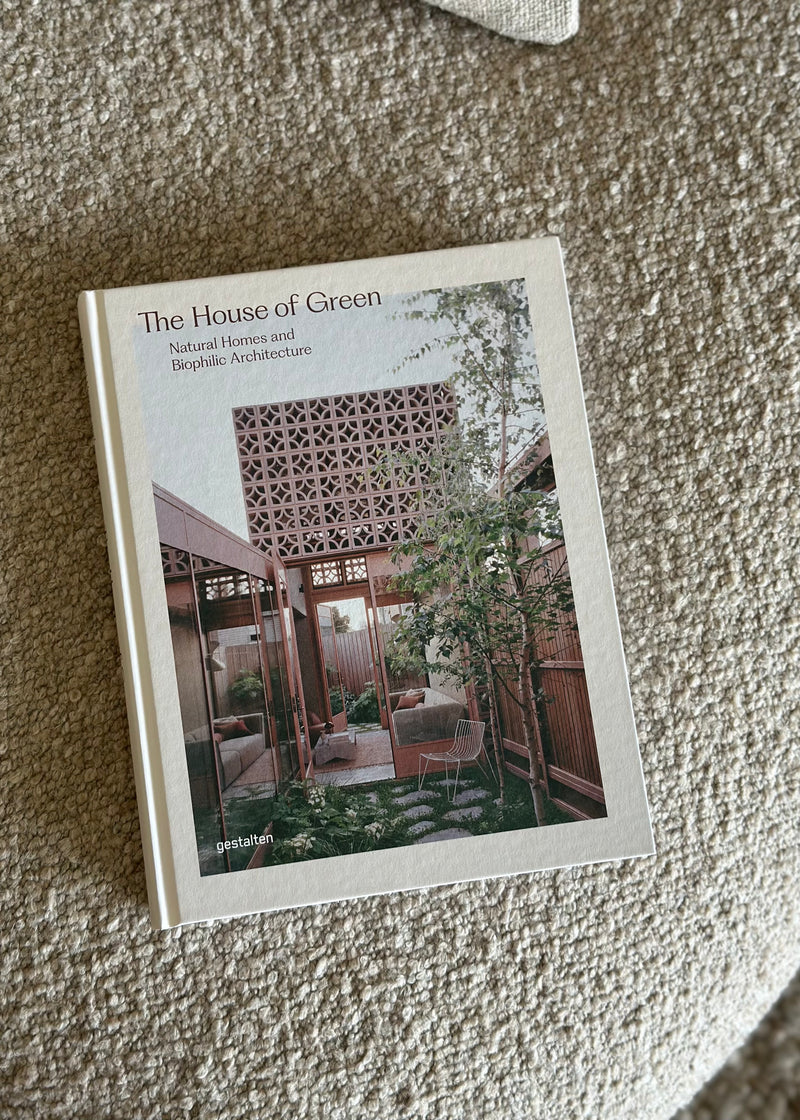 The House of Green
Natural Homes and
Biophilic Architecture
gestalten